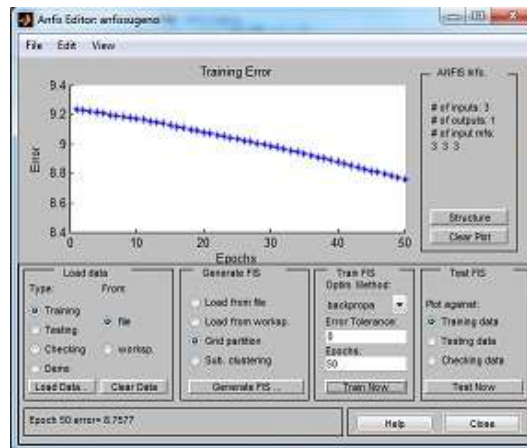 Anfis Editor: anfissugeno
File Edit View
Training Error
9.4
9.2
9
8.8
8.6
8.4
0 10 20 30 40 50
Error
Epochs
ANFIS Info.
# of inputs: 3
# of outputs: 1
# of input mfs:
3 3 3
Structure
Clear Plot
Load data
Type: From:
Training
Testing
Checking
Demo
file
worksp.
Load Data... Clear Data
Generate FIS
Load from file
Load from worksp.
Grid partition
Sub. clustering
Generate FIS ...
Train FIS
Optim. Method:
backpropa
Error Tolerance:
0
Epochs:
50
Train Now
Test FIS
Plot against:
Training data
Testing data
Checking data
Test Now
Epoch 50 error= 8.7577
Help Close